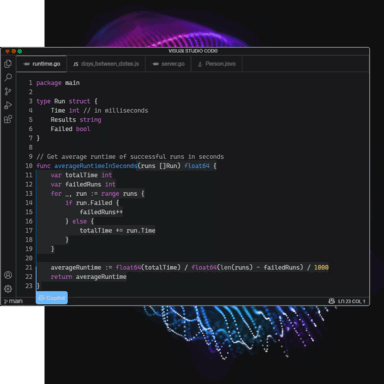 VISUAL STUDIO CODE
runtime.go
JS days_between_dates.js
server.go
Person.java
1 package main
2
3 type Run struct {
4 Time int // in milliseconds
5 Results string
6 Failed bool
7 }
8
9 // Get average runtime of successful runs in seconds
10 func averageRuntimeInSeconds(runs []Run) float64 {
11 var totalTime int
12 var failedRuns int
13 for _, run := range runs {
14 if run.Failed {
15 failedRuns++
16 } else {
17 totalTime += run.Time
18 }
19 }
20
21 averageRuntime := float64(totalTime) / float64(len(runs) - failedRuns) / 1000
22 return averageRuntime
23 }
Copilot
main
LN 23 COL 1